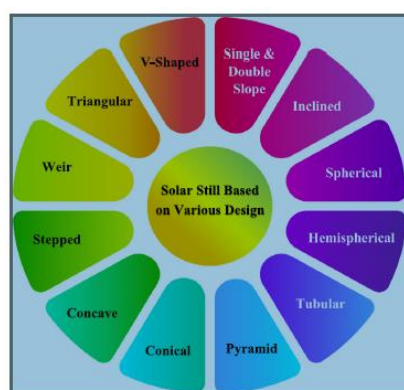 V-Shaped
Single &
Double
Slope
Inclined
Spherical
Hemispherical
Tubular
Pyramid
Conical
Concave
Stepped
Weir
Triangular
Solar Still Based
on Various Design